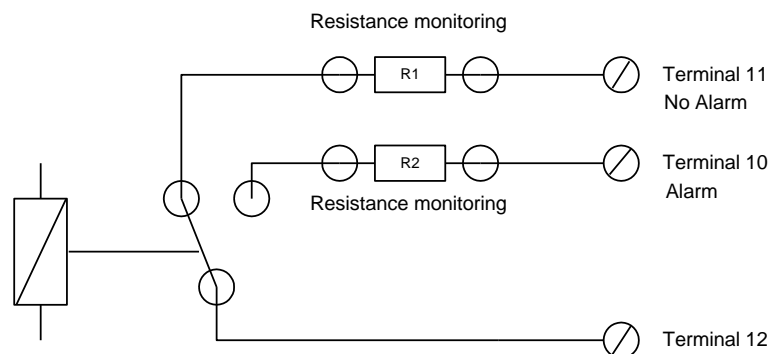 Resistance monitoring
R1
Terminal 11
No Alarm
R2
Terminal 10
Alarm
Resistance monitoring
Terminal 12